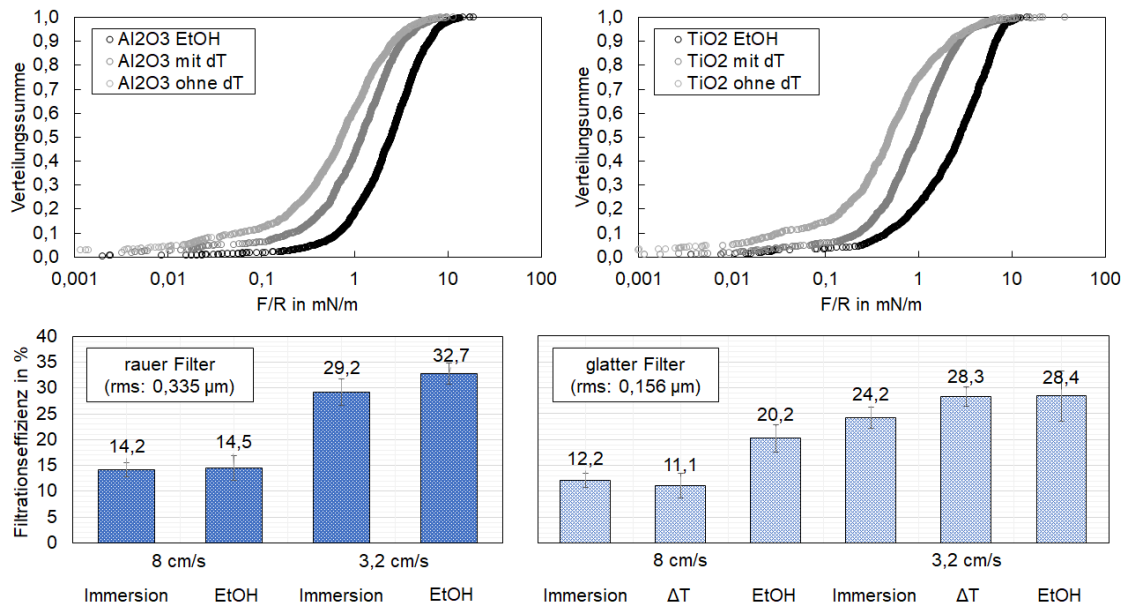 1,0
0,9
0,8
0,7
0,6
0,5
0,4
0,3
0,2
0,1
0,0
Verteilungssumme
Al2O3 EtOH
Al2O3 mit dT
Al2O3 ohne dT
0,001 0,01 0,1 1 10 100
F/R in mN/m
1,0
0,9
0,8
0,7
0,6
0,5
0,4
0,3
0,2
0,1
0,0
Verteilungssumme
TiO2 EtOH
TiO2 mit dT
TiO2 ohne dT
0,001 0,01 0,1 1 10 100
F/R in mN/m
40
35
30
25
20
15
10
5
0
Filtrationseffizienz in %
rauer Filter
(rms: 0,335 µm)
14,2 14,5 29,2 32,7
8 cm/s 3,2 cm/s
Immersion EtOH Immersion EtOH
glatter Filter
(rms: 0,156 µm)
12,2 11,1 20,2 24,2 28,3 28,4
8 cm/s 3,2 cm/s
Immersion ΔT EtOH Immersion ΔT EtOH